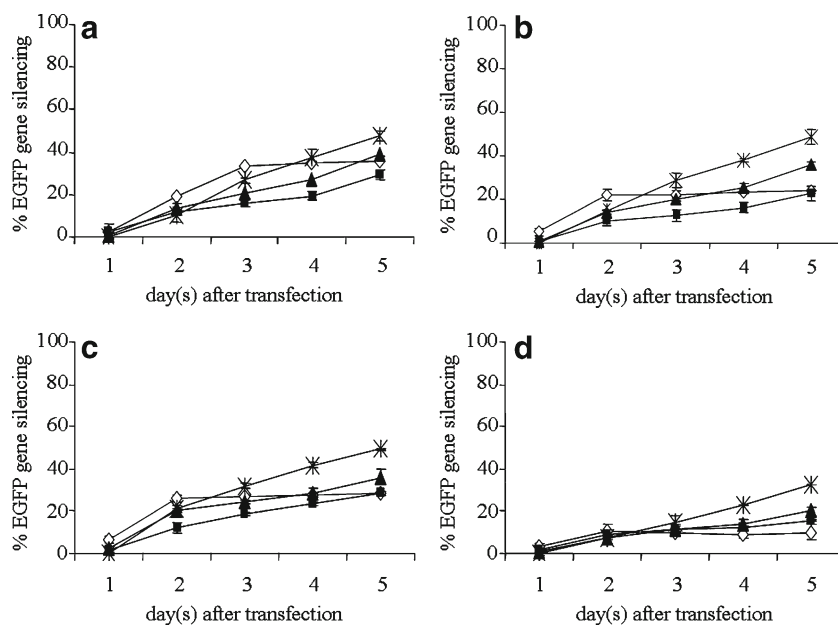 a
% EGFP gene silencing
100
80
60
40
20
0
1 2 3 4 5
day(s) after transfection
b
% EGFP gene silencing
100
80
60
40
20
0
1 2 3 4 5
day(s) after transfection
c
% EGFP gene silencing
100
80
60
40
20
0
1 2 3 4 5
day(s) after transfection
d
% EGFP gene silencing
100
80
60
40
20
0
1 2 3 4 5
day(s) after transfection